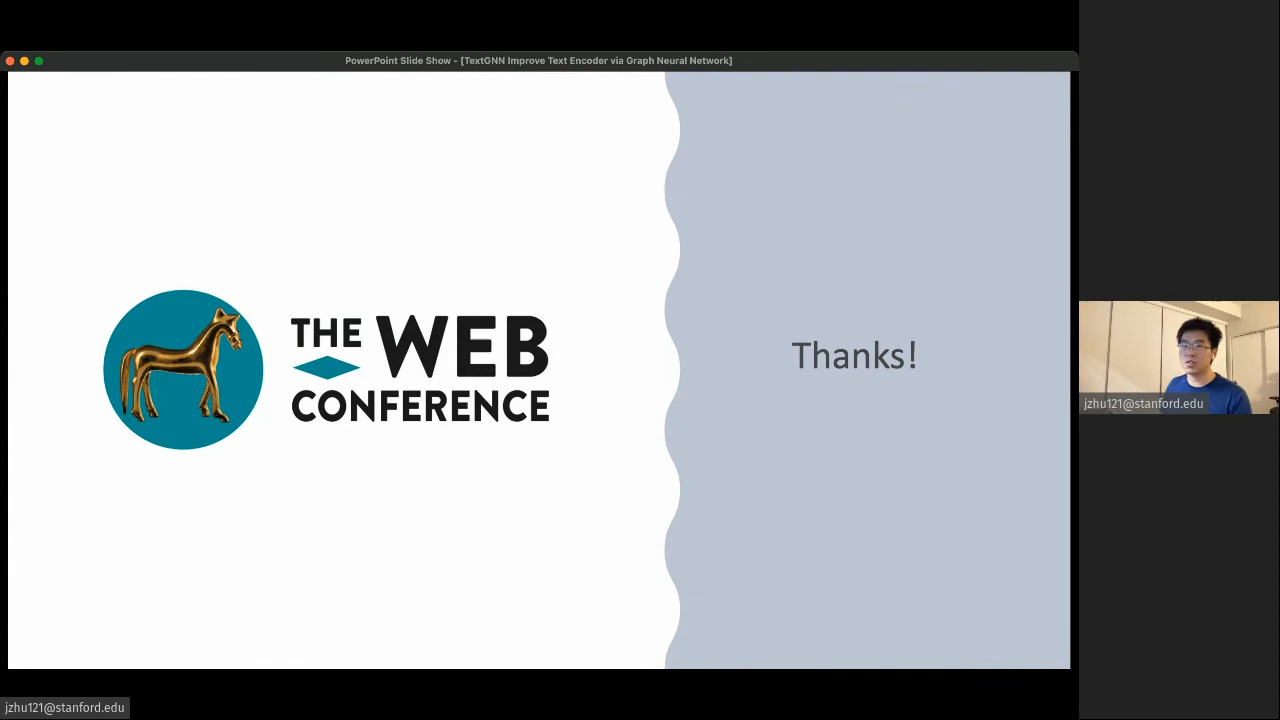 PowerPoint Slide Show - [TextGNN Improve Text Encoder via Graph Neural Network]
THE WEB
CONFERENCE
Thanks!
jzhu121@stanford.edu
jzhu121@stanford.edu